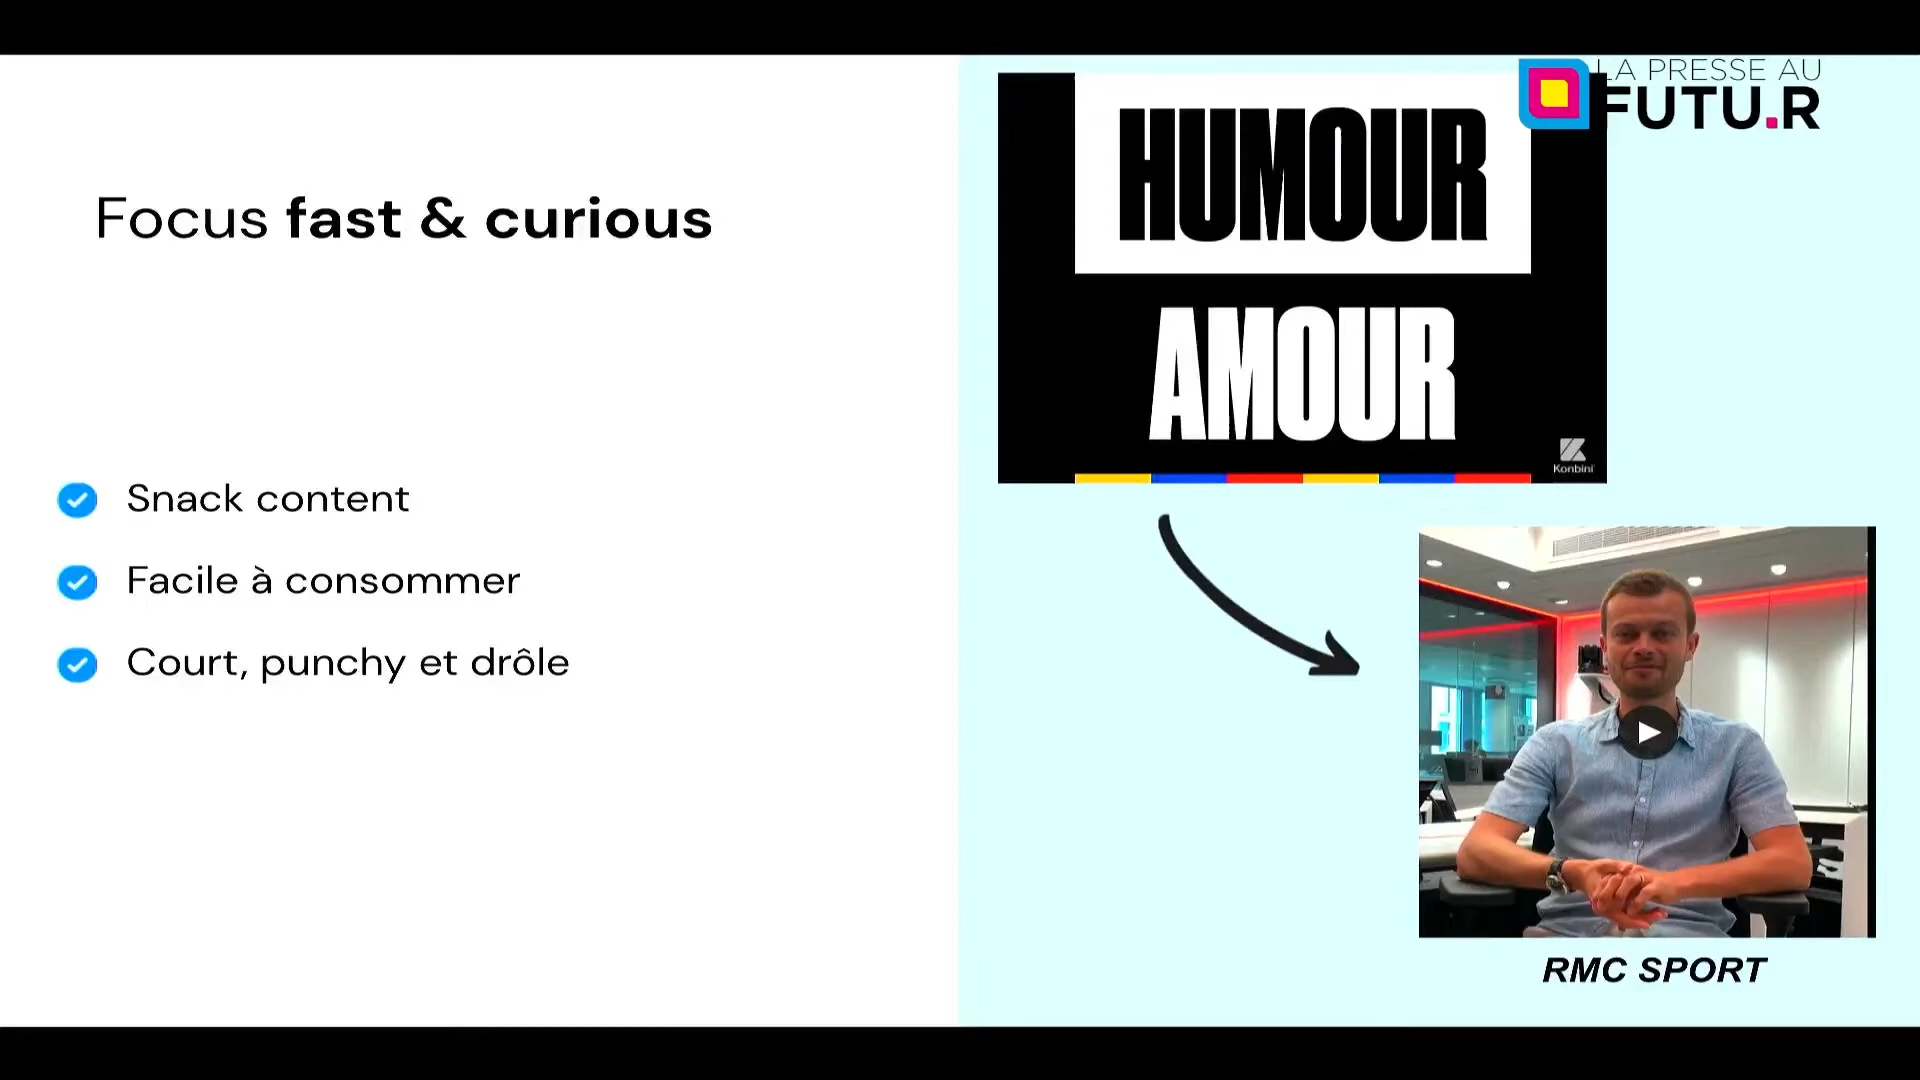 LA PRESSE AU
FUTU.R
Focus fast & curious
Snack content
Facile à consommer
Court, punchy et drôle
HUMOUR
AMOUR
Konbini
RMC SPORT